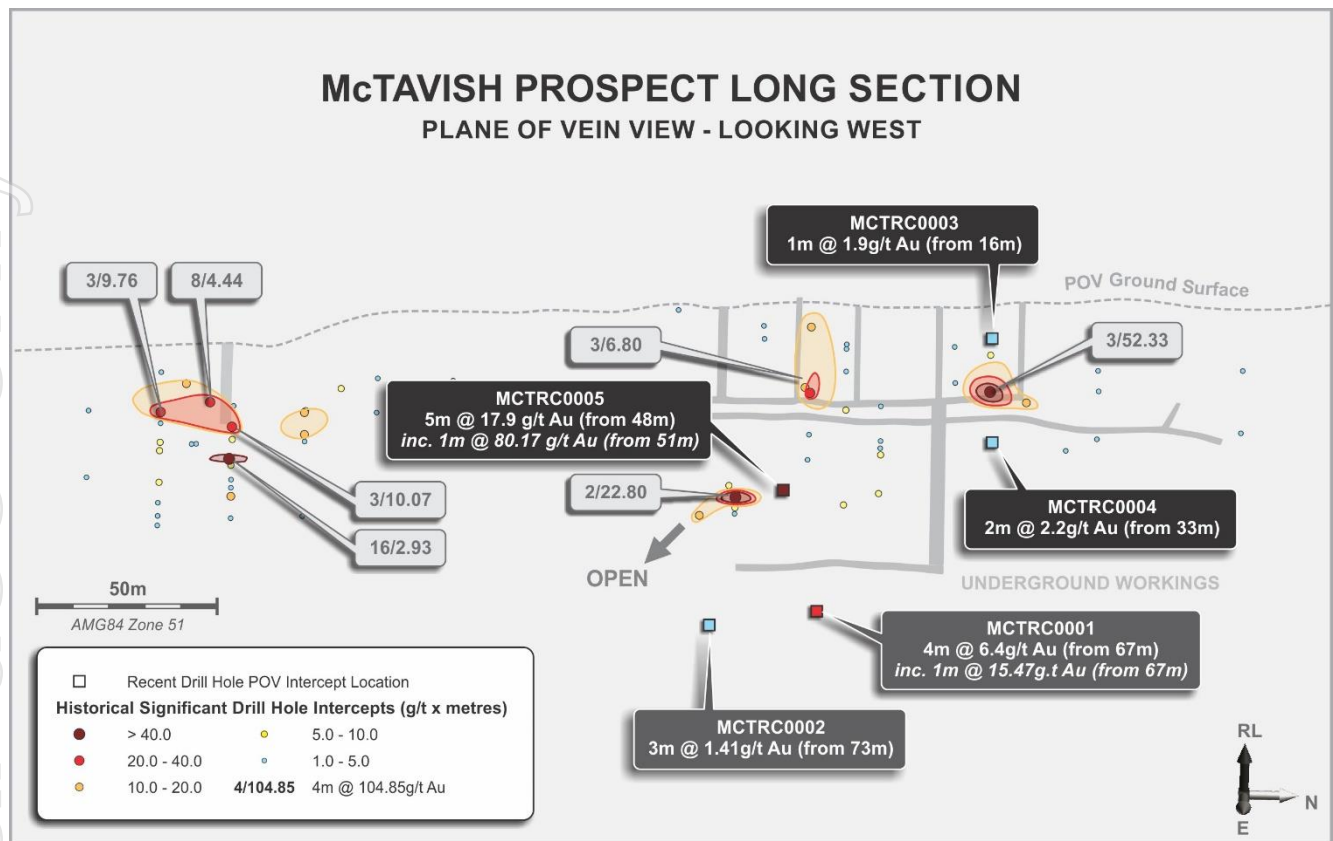 McTAVISH PROSPECT LONG SECTION
PLANE OF VEIN VIEW - LOOKING WEST
MCTRC0003
1m @ 1.9g/t Au (from 16m)
POV Ground Surface
3/9.76
8/4.44
3/6.80
3/52.33
MCTRC0005
5m @ 17.9 g/t Au (from 48m)
inc. 1m @ 80.17 g/t Au (from 51m)
3/10.07
2/22.80
MCTRC0004
2m @ 2.2g/t Au (from 33m)
16/2.93
OPEN
UNDERGROUND WORKINGS
50m
AMG84 Zone 51
MCTRC0001
4m @ 6.4g/t Au (from 67m)
inc. 1m @ 15.47g.t Au (from 67m)
MCTRC0002
3m @ 1.41g/t Au (from 73m)
Recent Drill Hole POV Intercept Location
Historical Significant Drill Hole Intercepts (g/t x metres)
> 40.0
5.0 - 10.0
20.0 - 40.0
1.0 - 5.0
10.0 - 20.0
4/104.85 4m @ 104.85g/t Au
RL
N
E